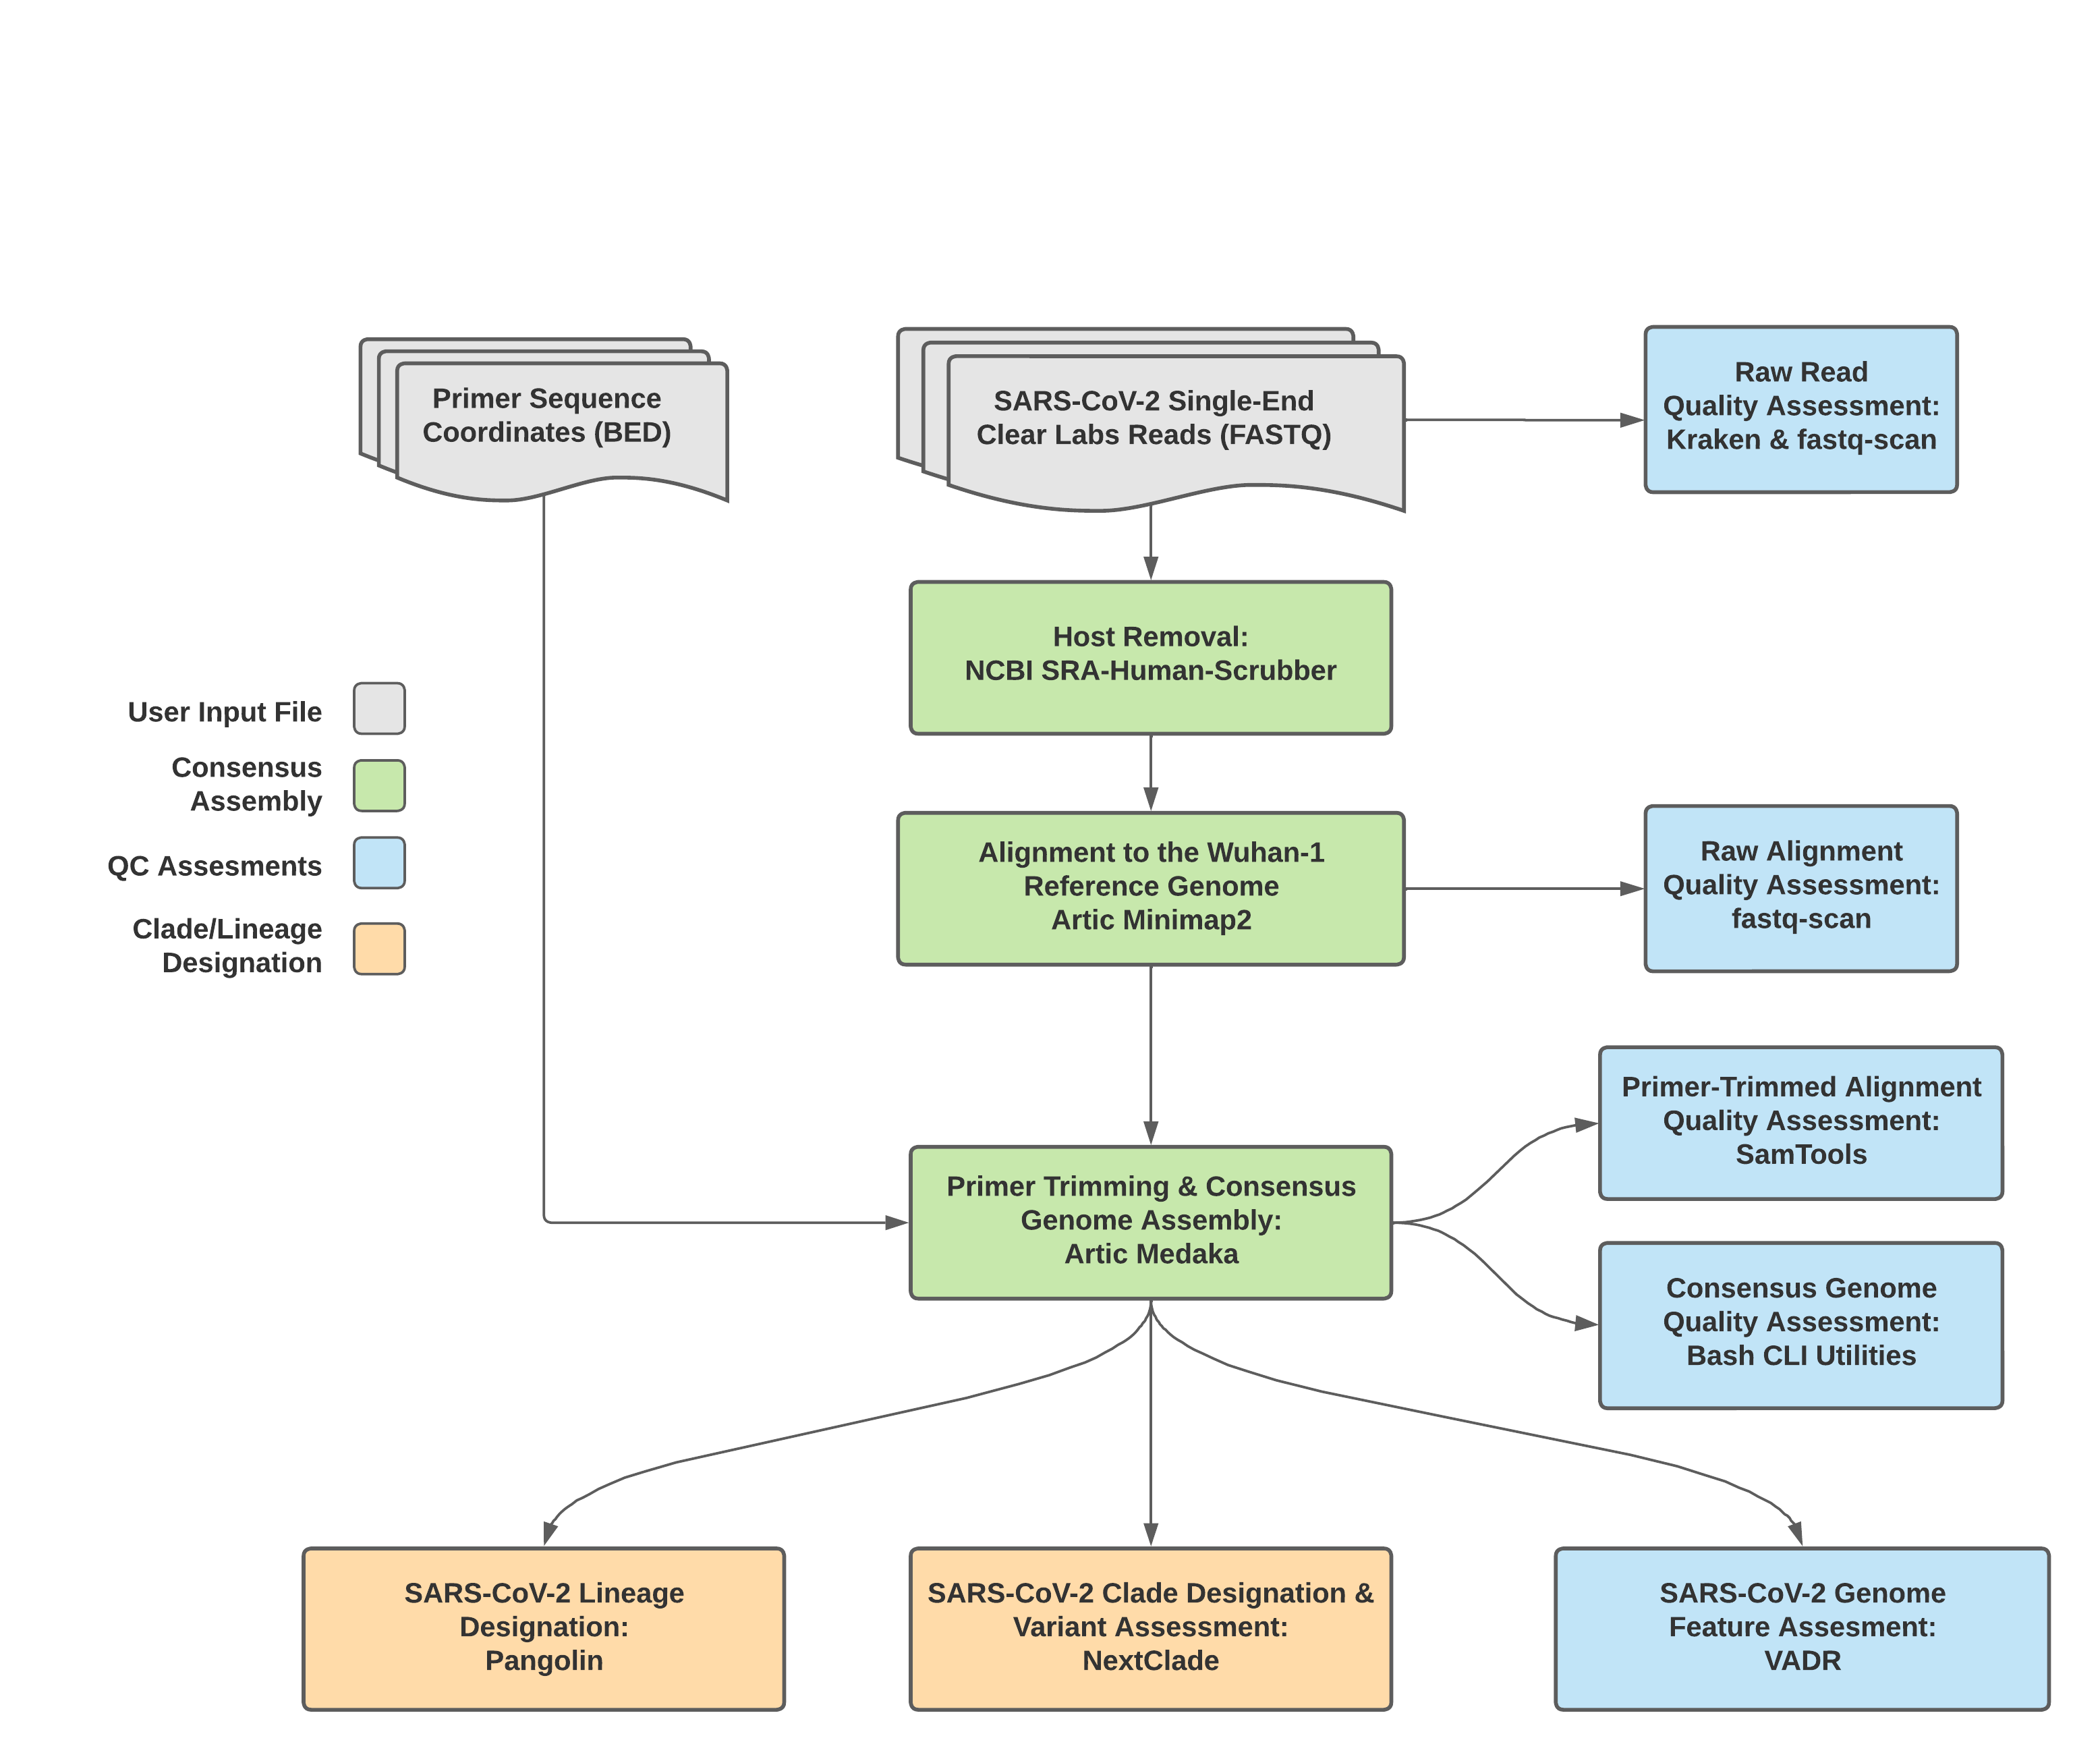 Primer Sequence
Coordinates (BED)
SARS-CoV-2 Single-End
Clear Labs Reads (FASTQ)
Raw Read
Quality Assessment:
Kraken & fastq-scan
Host Removal:
NCBI SRA-Human-Scrubber
User Input File
Consensus
Assembly
QC Assesments
Clade/Lineage
Designation
Alignment to the Wuhan-1
Reference Genome
Artic Minimap2
Raw Alignment
Quality Assessment:
fastq-scan
Primer Trimming & Consensus
Genome Assembly:
Artic Medaka
Primer-Trimmed Alignment
Quality Assessment:
SamTools
Consensus Genome
Quality Assessment:
Bash CLI Utilities
SARS-CoV-2 Lineage
Designation:
Pangolin
SARS-CoV-2 Clade Designation &
Variant Assessment:
NextClade
SARS-CoV-2 Genome
Feature Assesment:
VADR